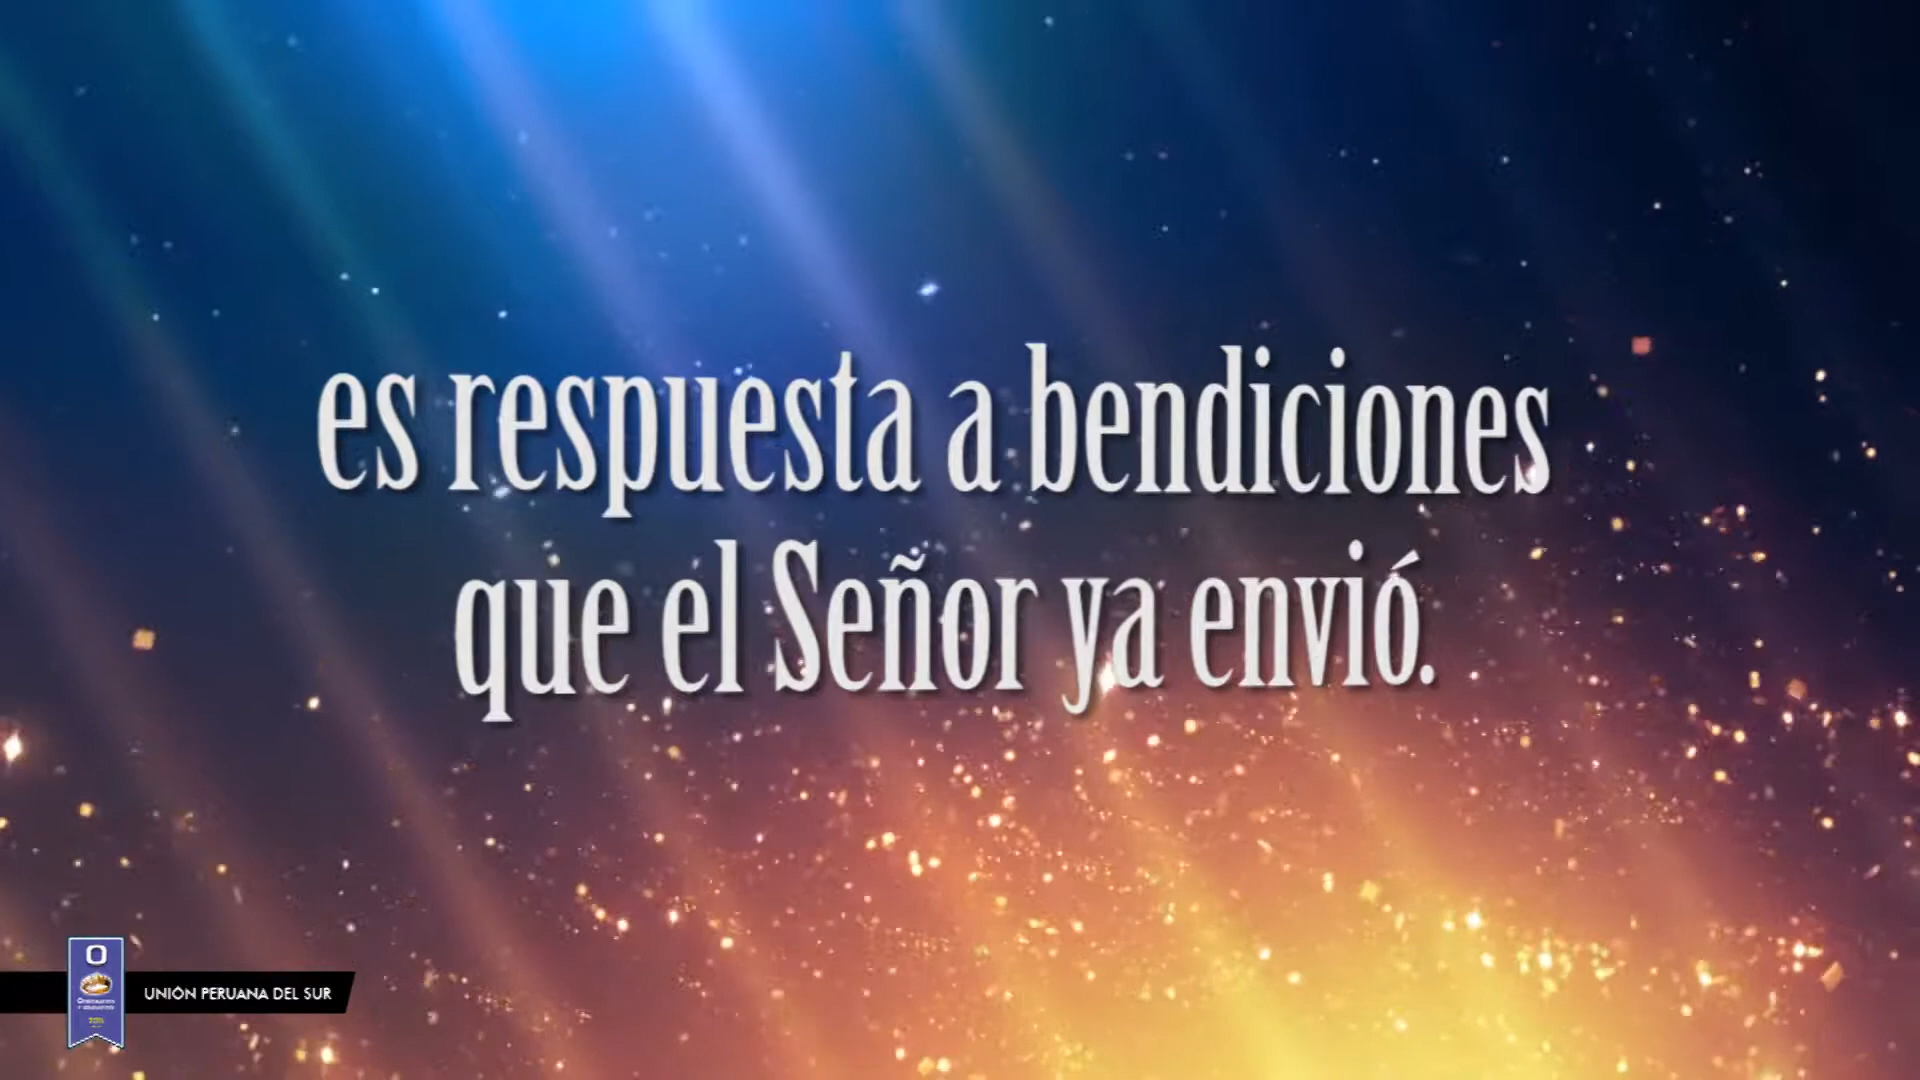 es respuesta a bendiciones
que el Señor ya envió.
UNIÓN PERUANA DEL SUR